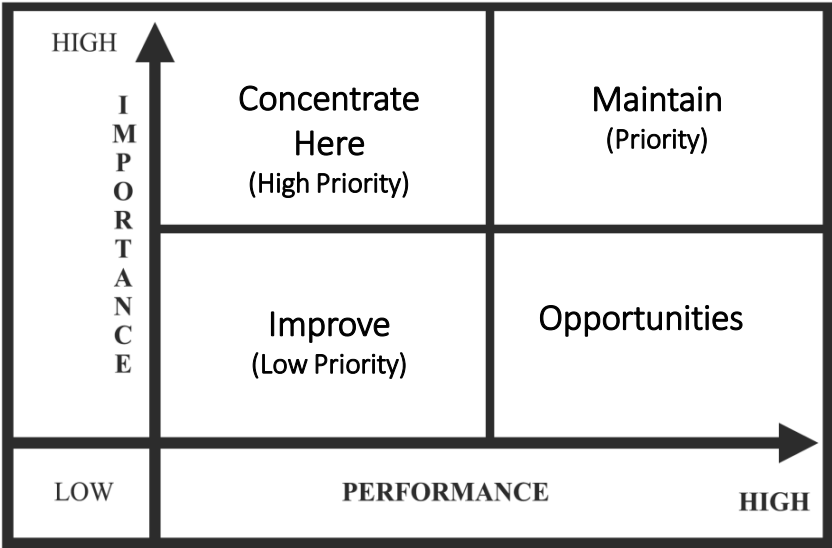 HIGH
IMPORTANCE
Concentrate
Here
(High Priority)
Maintain
(Priority)
Improve
(Low Priority)
Opportunities
LOW
PERFORMANCE
HIGH